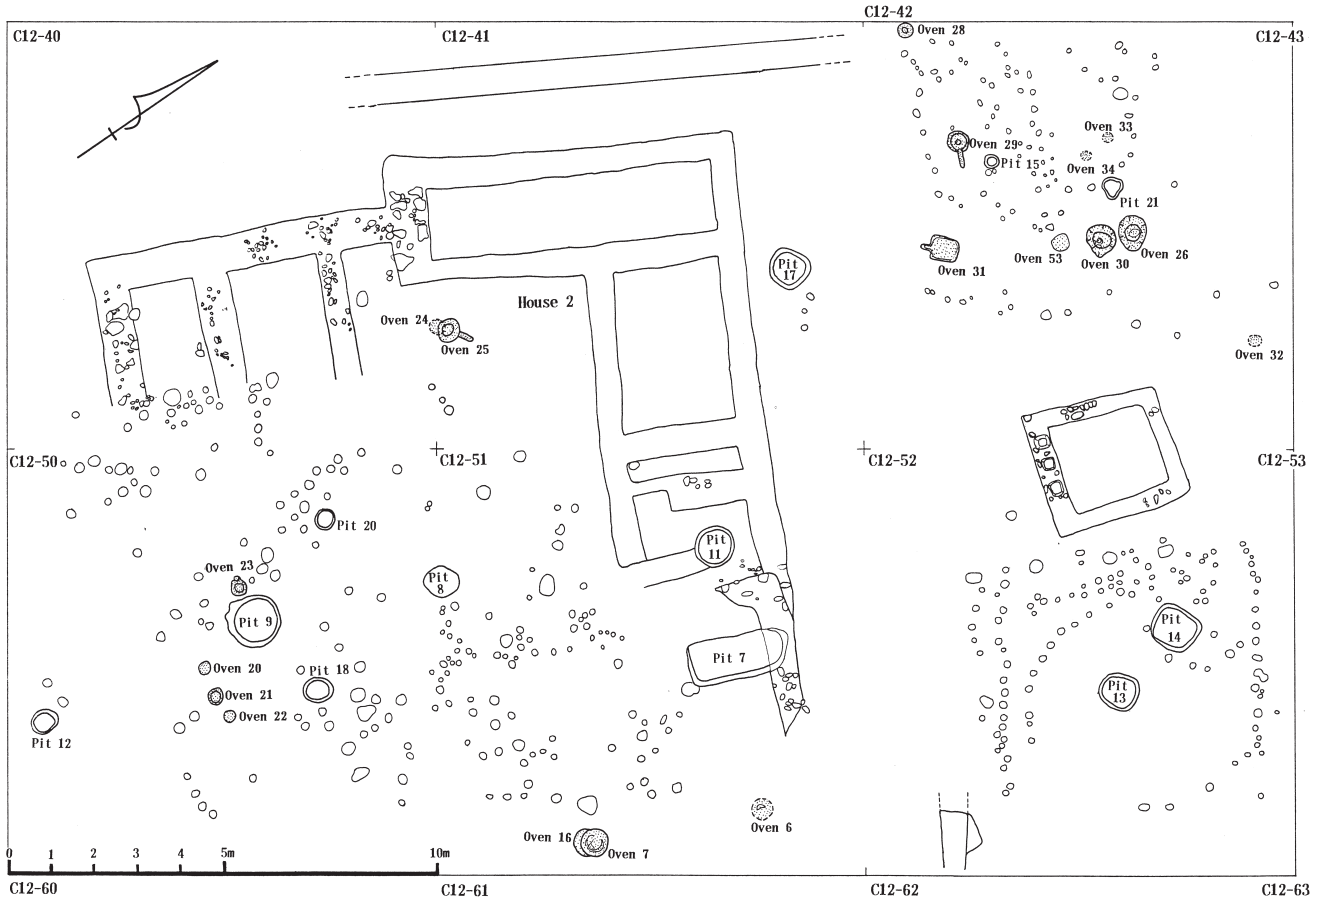 C12-42
C12-40
C12-41
Oven 28
C12-43
Oven 33
Oven 29
Pit 15
Oven 34
Pit 21
Pit
17
Oven 31
Oven 53
Oven 30
Oven 26
House 2
Oven 24
Oven 25
Oven 32
C12-50
C12-51
C12-52
C12-53
Pit 20
Pit
11
Oven 23
Pit
8
Pit 9
Pit
14
Pit 7
Oven 20
Pit 18
Oven 21
Pit
13
Oven 22
Pit 12
Oven 6
Oven 16
Oven 7
0 1 2 3 4 5m 10m
C12-60
C12-61
C12-62
C12-63